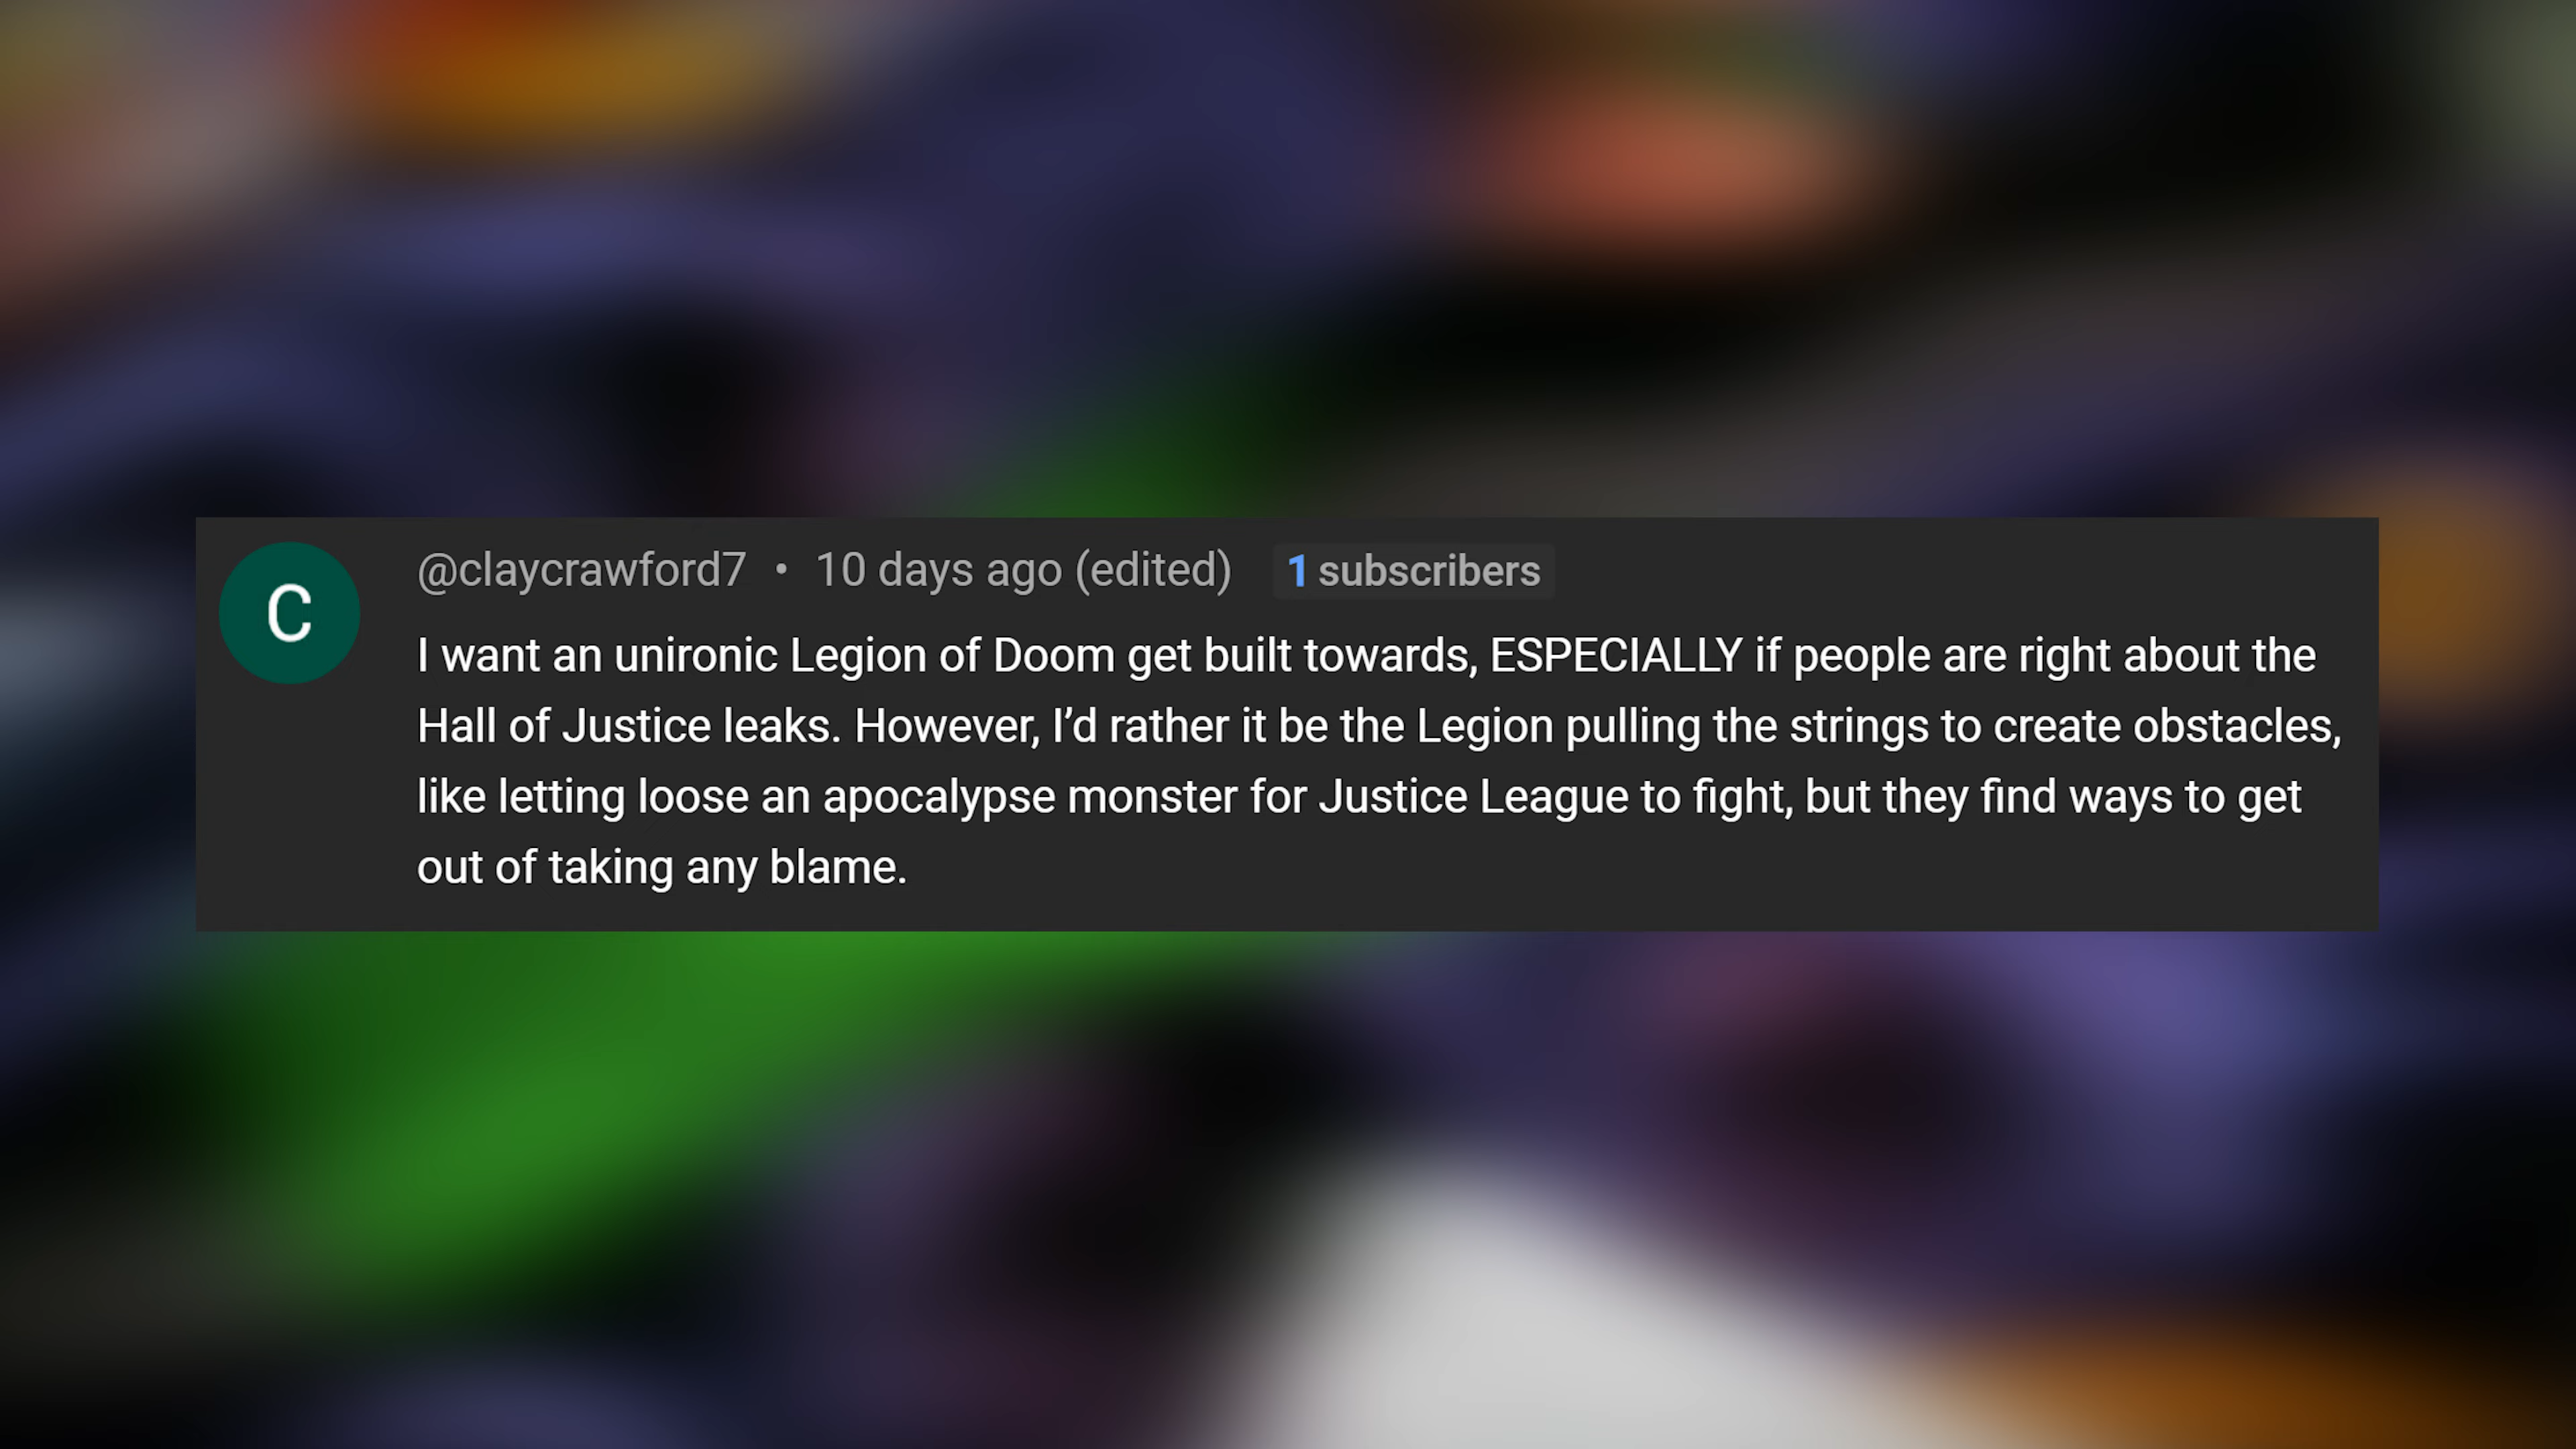 C
@claycrawford7 • 10 days ago (edited) 1 subscribers
I want an unironic Legion of Doom get built towards, ESPECIALLY if people are right about the
Hall of Justice leaks. However, I’d rather it be the Legion pulling the strings to create obstacles,
like letting loose an apocalypse monster for Justice League to fight, but they find ways to get
out of taking any blame.